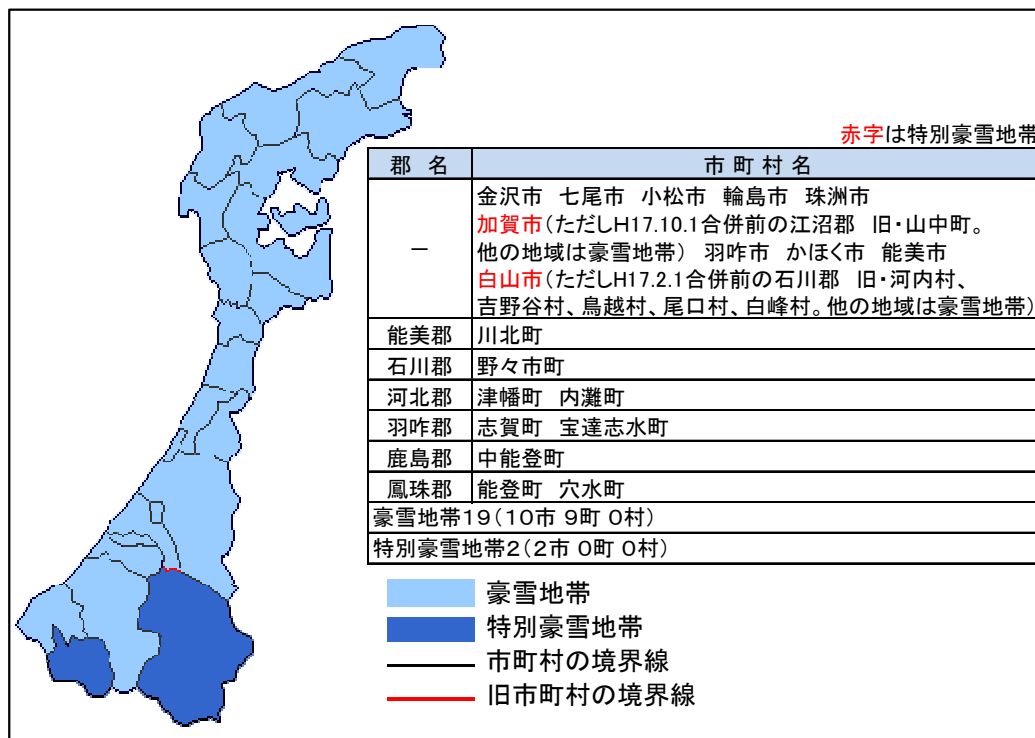 赤字は特別豪雪地帯
郡 名 市 町 村 名
－ 金沢市 七尾市 小松市 輪島市 珠洲市
加賀市(ただしH17.10.1合併前の江沼郡 旧・山中町。
他の地域は豪雪地帯) 羽咋市 かほく市 能美市
白山市(ただしH17.2.1合併前の石川郡 旧・河内村、
吉野谷村、鳥越村、尾口村、白峰村。他の地域は豪雪地帯)
能美郡 川北町
石川郡 野々市町
河北郡 津幡町 内灘町
羽咋郡 志賀町 宝達志水町
鹿島郡 中能登町
鳳珠郡 能登町 穴水町
豪雪地帯１９(１０市 ９町 ０村)
特別豪雪地帯２(２市 ０町 ０村)
豪雪地帯
特別豪雪地帯
市町村の境界線
旧市町村の境界線